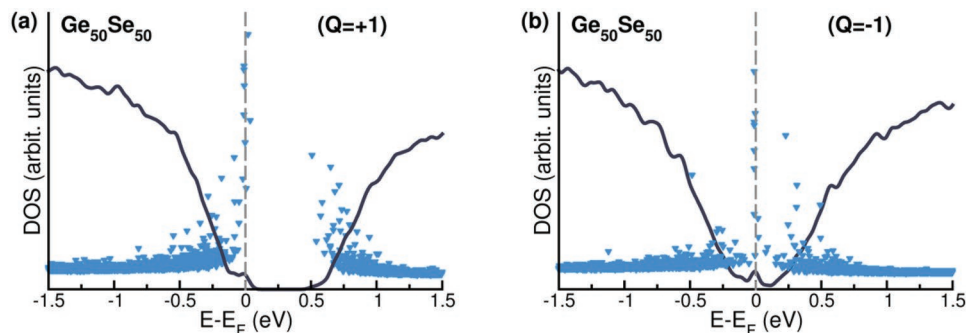 (a)
Ge50Se50
(Q=+1)
DOS (arbit. units)
-1.5 -1 -0.5 0 0.5 1 1.5
E-EF (eV)
(b)
Ge50Se50
(Q=-1)
DOS (arbit. units)
-1.5 -1 -0.5 0 0.5 1 1.5
E-EF (eV)